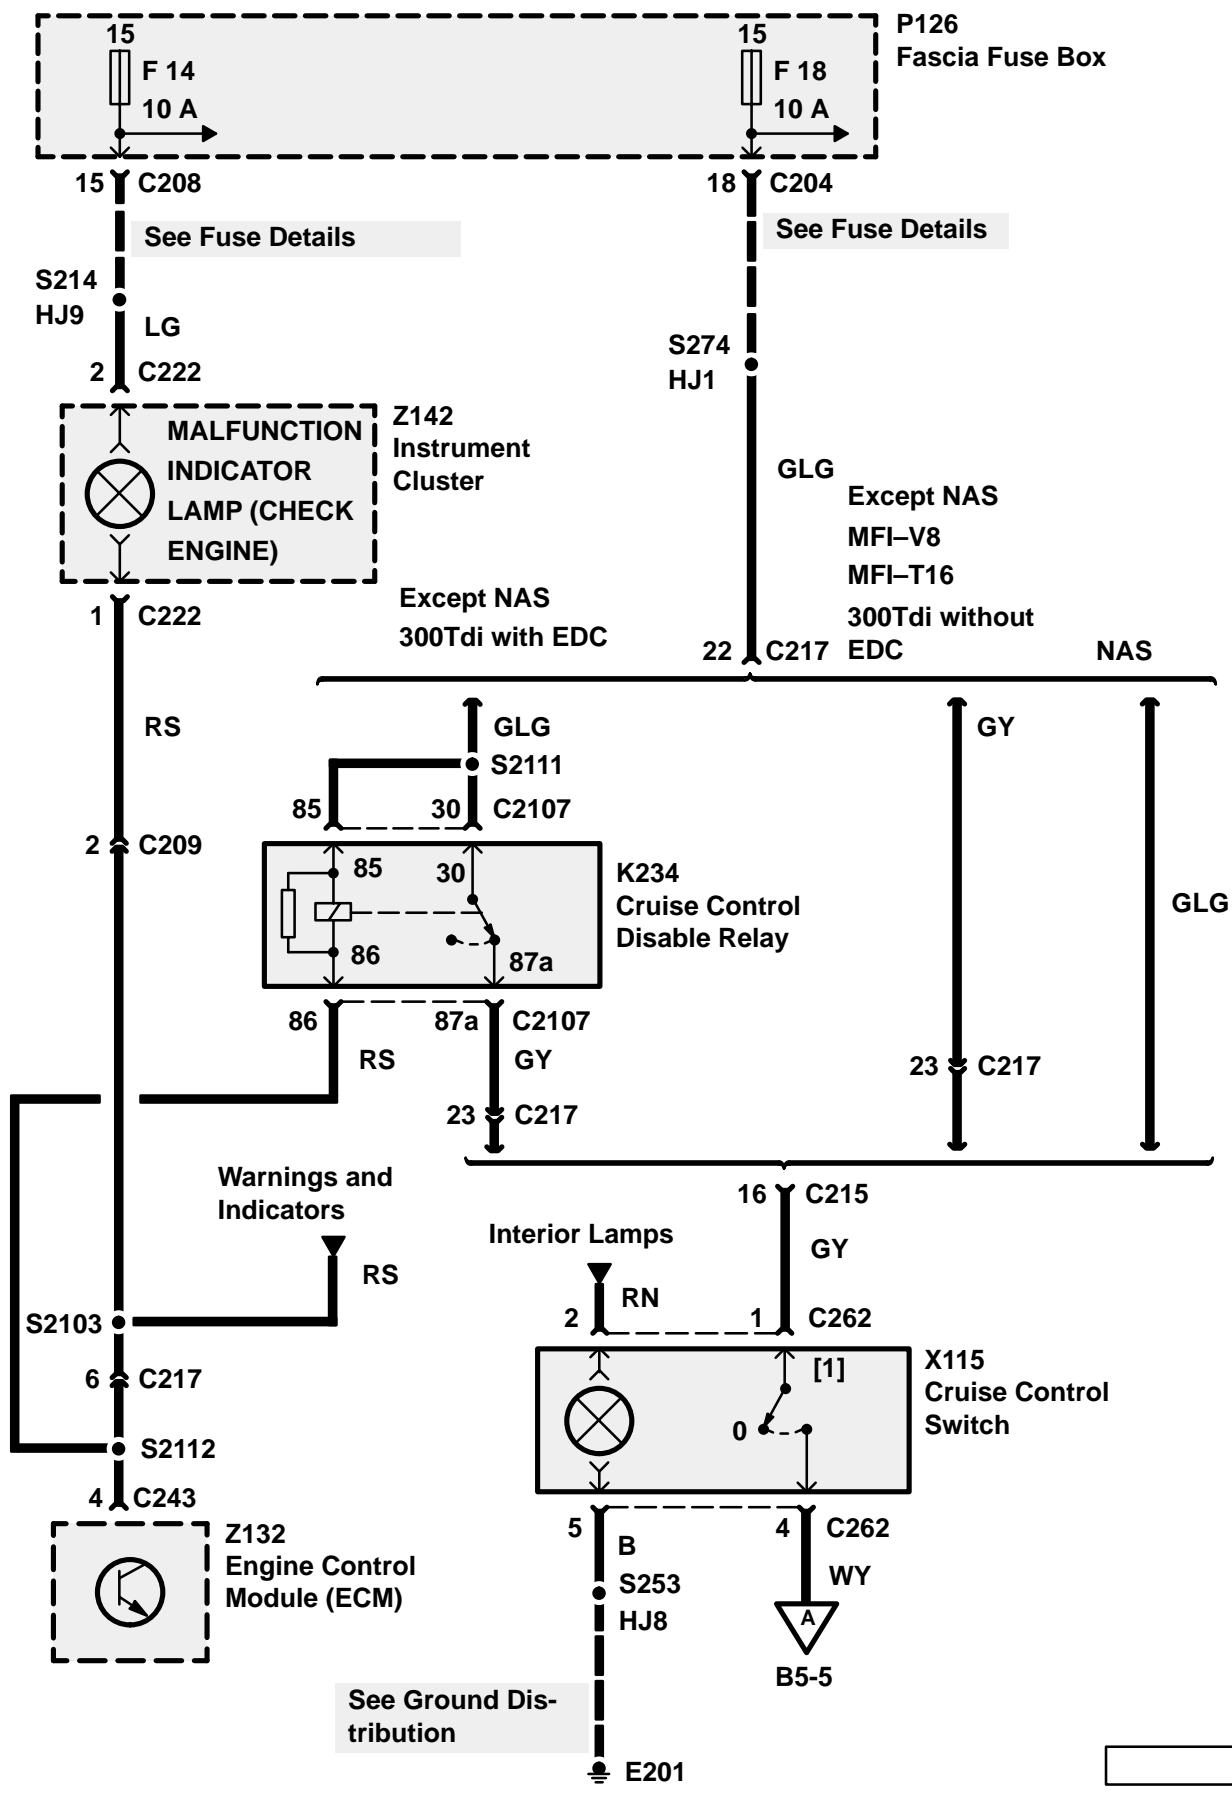 P126
Fascia Fuse Box
15
F 14
10 A
15
F 18
10 A
15 C208
18 C204
See Fuse Details
See Fuse Details
S214
HJ9
LG
S274
HJ1
2 C222
MALFUNCTION
INDICATOR
LAMP (CHECK
ENGINE)
Z142
Instrument
Cluster
GLG
Except NAS
MFI–V8
MFI–T16
300Tdi without
EDC
1 C222
Except NAS
300Tdi with EDC
22 C217
NAS
RS
GLG
GY
S2111
85 30 C2107
2 C209
85
30
K234
Cruise Control
Disable Relay
GLG
86
87a
86 87a C2107
RS
GY
23 C217
23 C217
Warnings and
Indicators
16 C215
Interior Lamps
GY
RS
RN
S2103
2 1 C262
6 C217
[1]
0
X115
Cruise Control
Switch
S2112
4 C243
5 4 C262
Z132
Engine Control
Module (ECM)
B
S253
HJ8
WY
A
B5-5
See Ground Dis-
tribution
E201